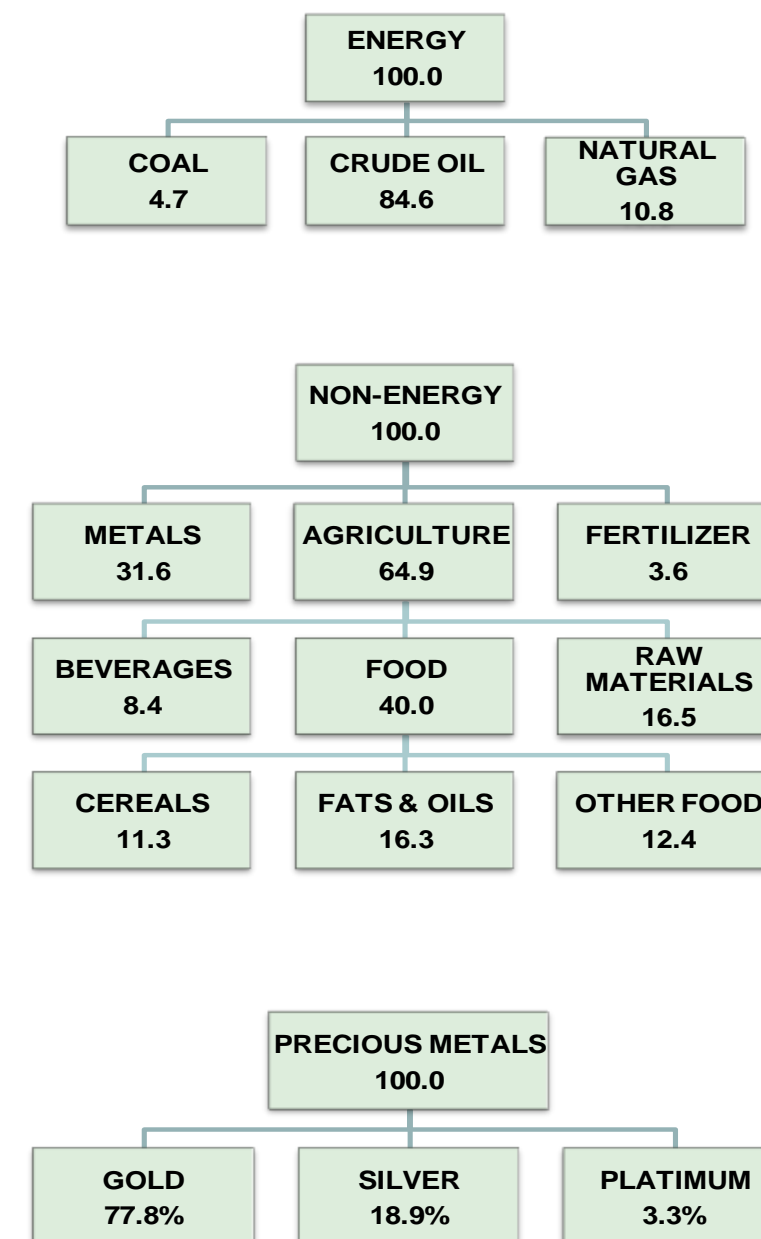 ENERGY
100.0
COAL
4.7
CRUDE OIL
84.6
NATURAL
GAS
10.8
NON-ENERGY
100.0
METALS
31.6
AGRICULTURE
64.9
FERTILIZER
3.6
BEVERAGES
8.4
FOOD
40.0
RAW
MATERIALS
16.5
CEREALS
11.3
FATS & OILS
16.3
OTHER FOOD
12.4
PRECIOUS METALS
100.0
GOLD
77.8%
SILVER
18.9%
PLATIMUM
3.3%